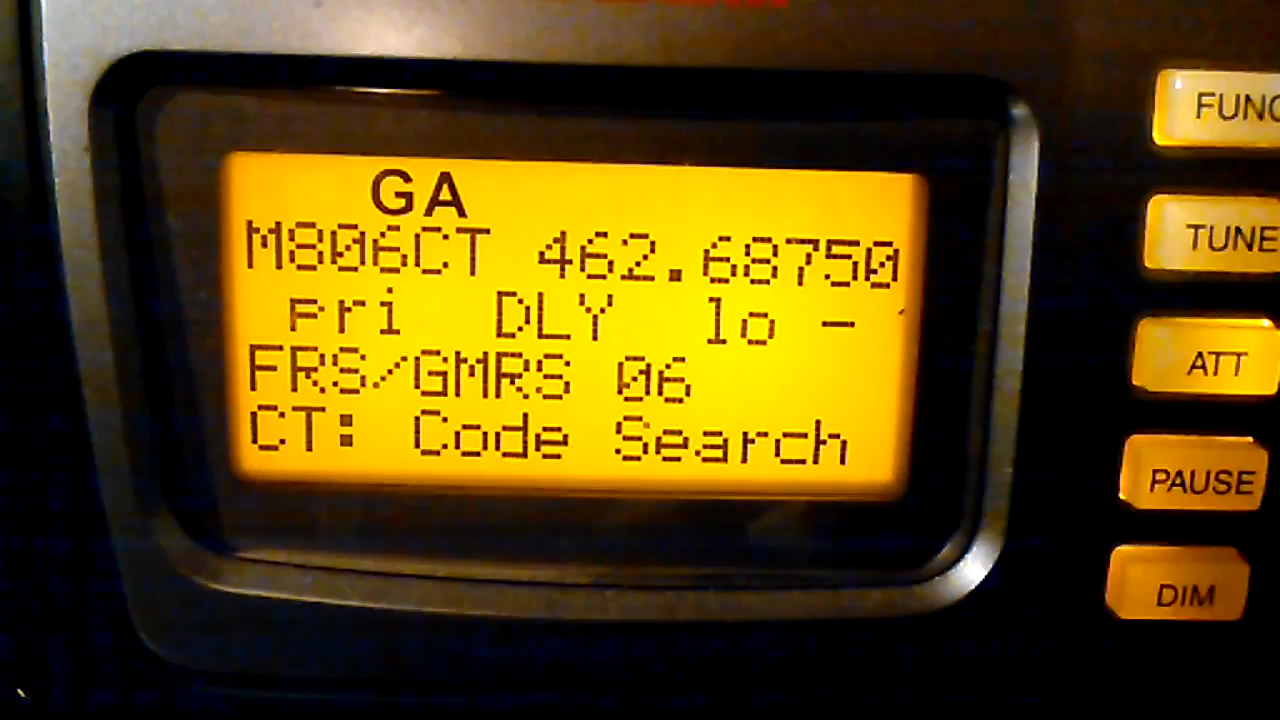 GA
M806CT 462.68750
pri DLY lo -
FRS/GMRS 06
CT: Code Search
FUNC
TUNE
ATT
PAUSE
DIM